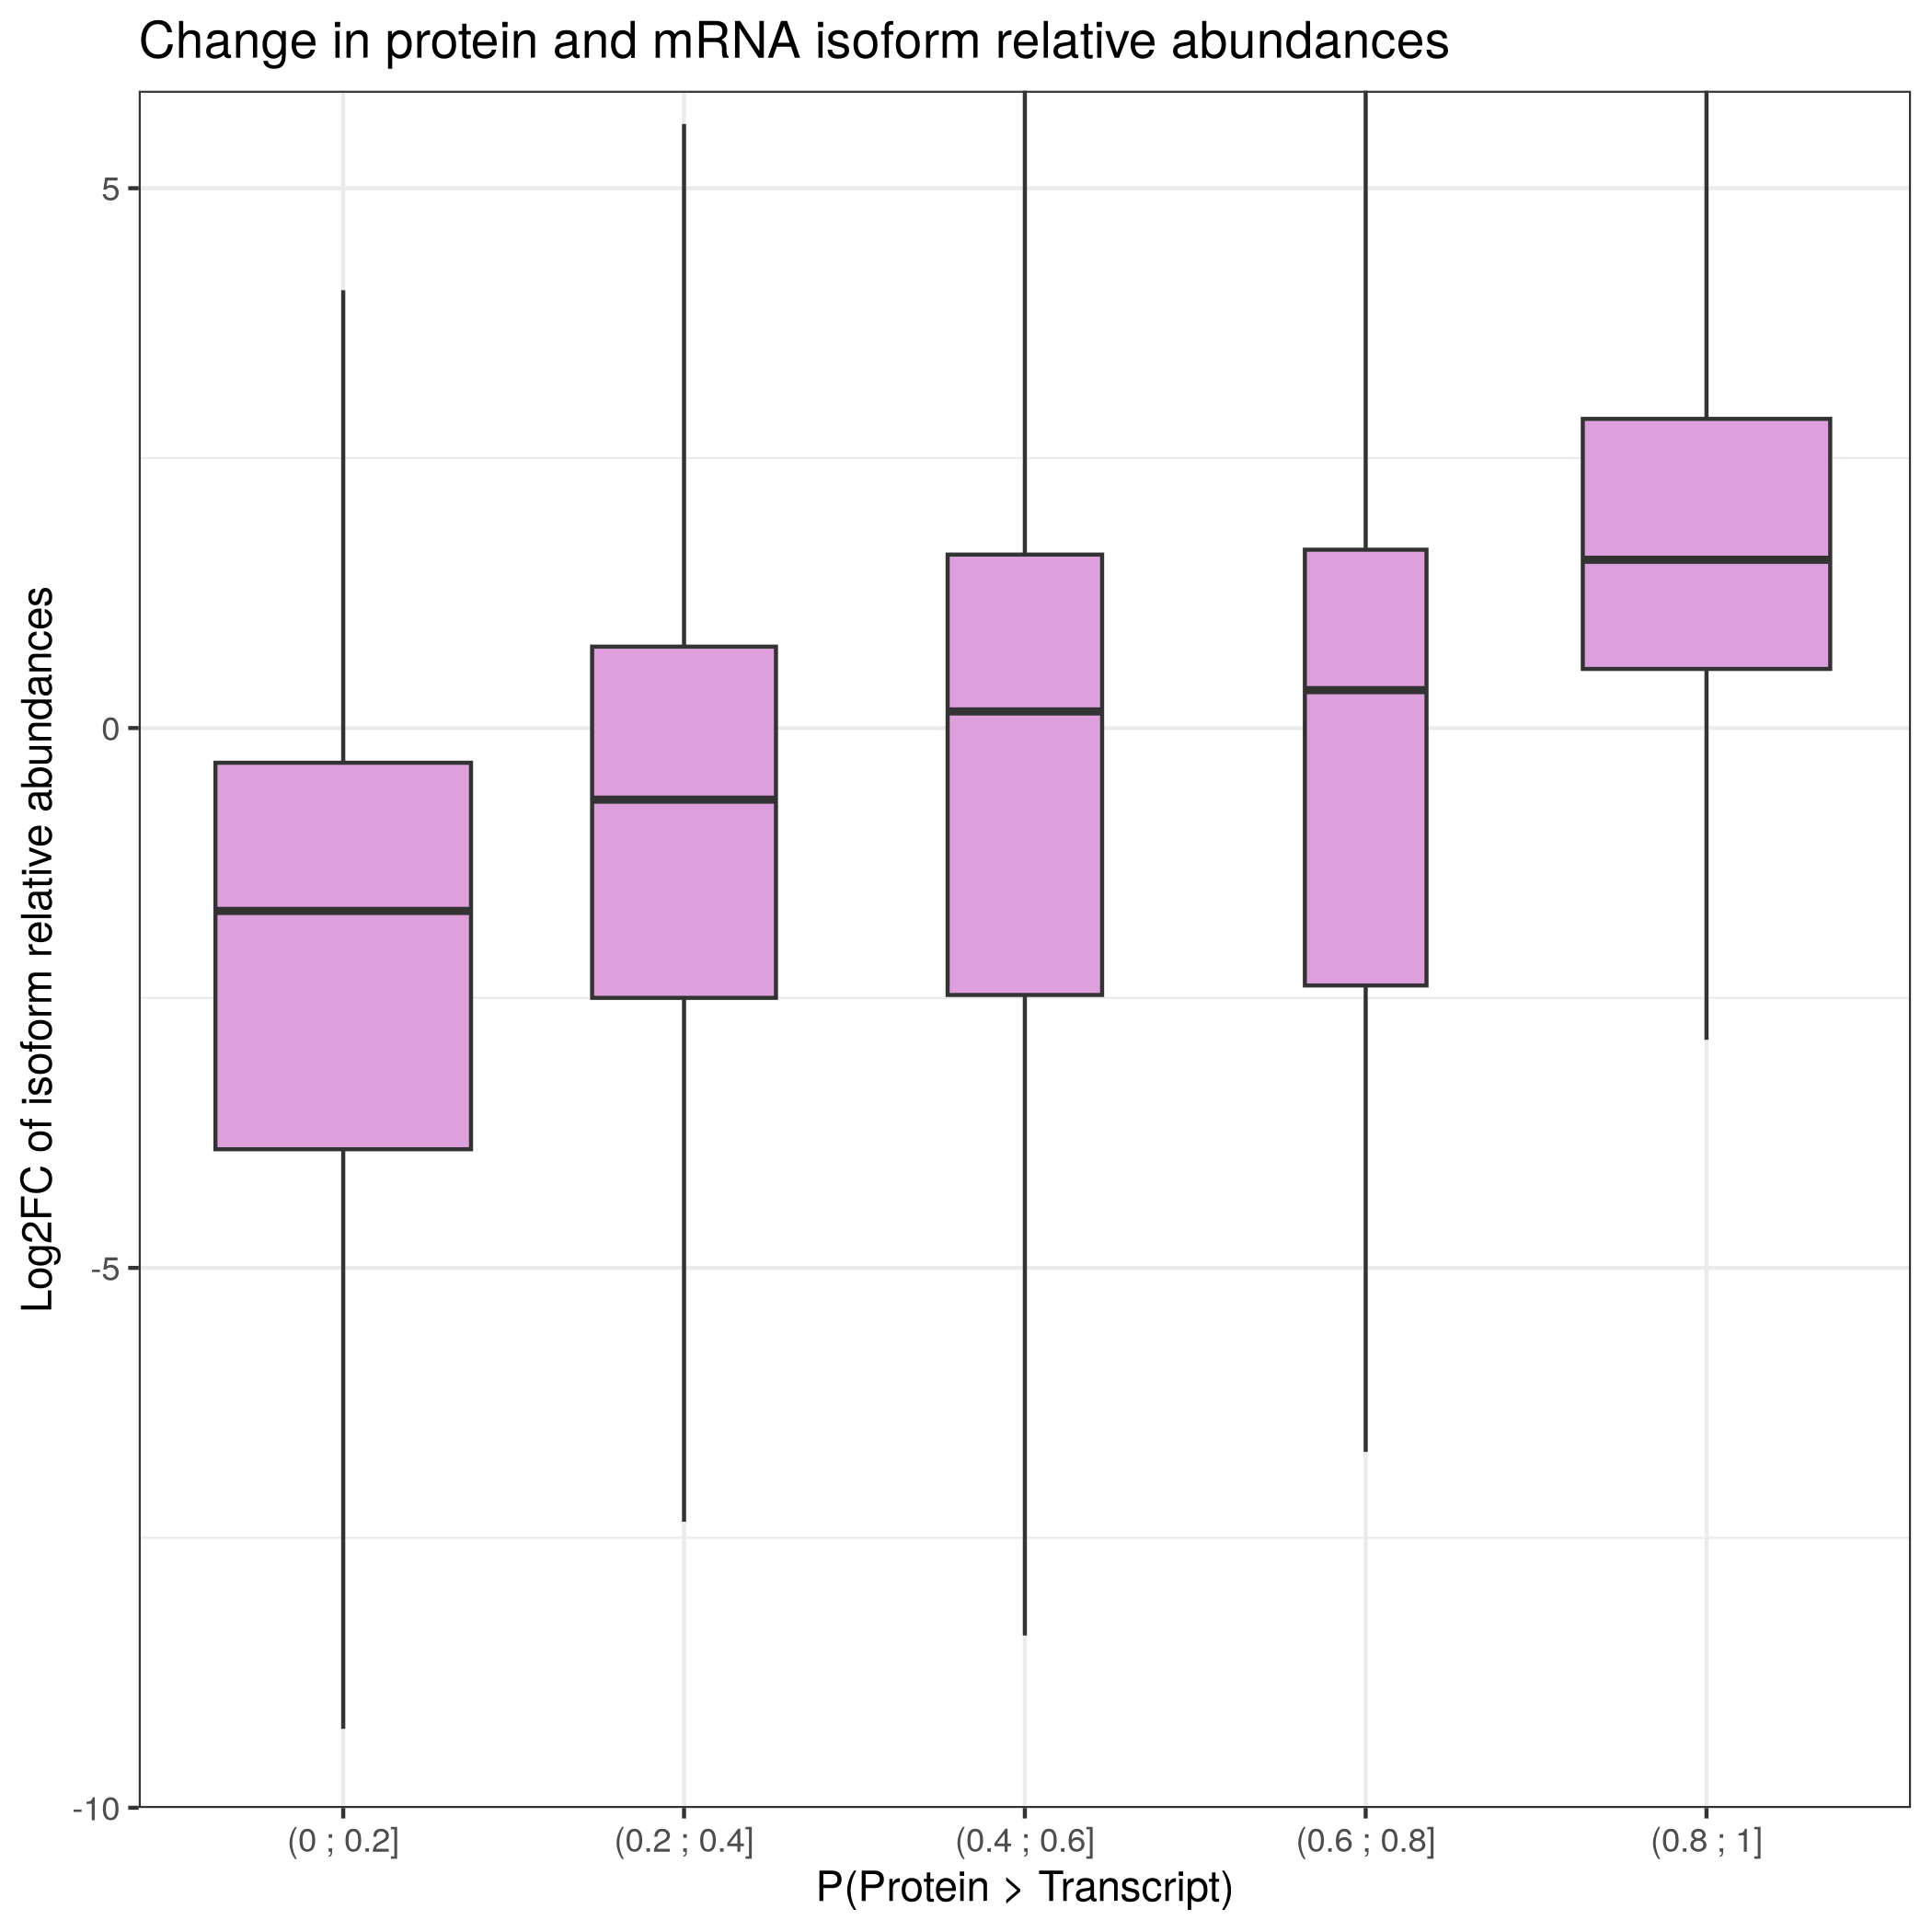 Change in protein and mRNA isoform relative abundances
Log2FC of isoform relative abundances
5
0
-5
-10
(0 ; 0.2]
(0.2 ; 0.4]
(0.4 ; 0.6]
(0.6 ; 0.8]
(0.8 ; 1]
P(Protein > Transcript)